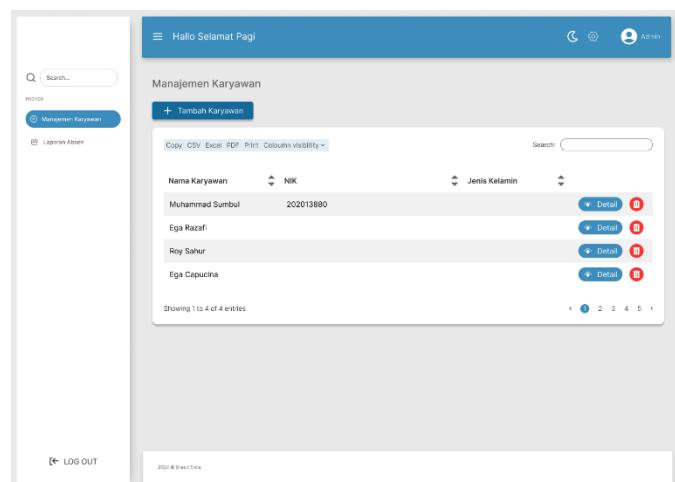 Hallo Selamat Pagi
Admin
Search...
PROYEK
Manajemen Karyawan
Laporan Absen
LOG OUT
Manajemen Karyawan
+ Tambah Karyawan
Copy CSV Excel PDF Print Coloumn visibility
Search:
Nama Karyawan NIK Jenis Kelamin
Muhammad Sumbul 202013880 Detail
Ega Razafi Detail
Roy Sahur Detail
Ega Capucina Detail
Showing 1 to 4 of 4 entries
‹ 1 2 3 4 5 ›
2024 ©